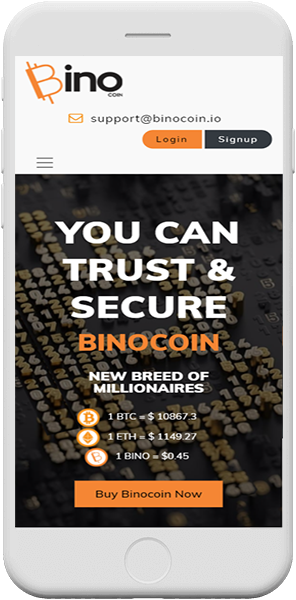 Bino
COIN
support@binocoin.io
Login Signup
YOU CAN
TRUST &
SECURE
BINOCOIN
NEW BREED OF
MILLIONAIRES
1 BTC = $ 10867.3
1 ETH = $ 1149.27
1 BINO = $0.45
Buy Binocoin Now